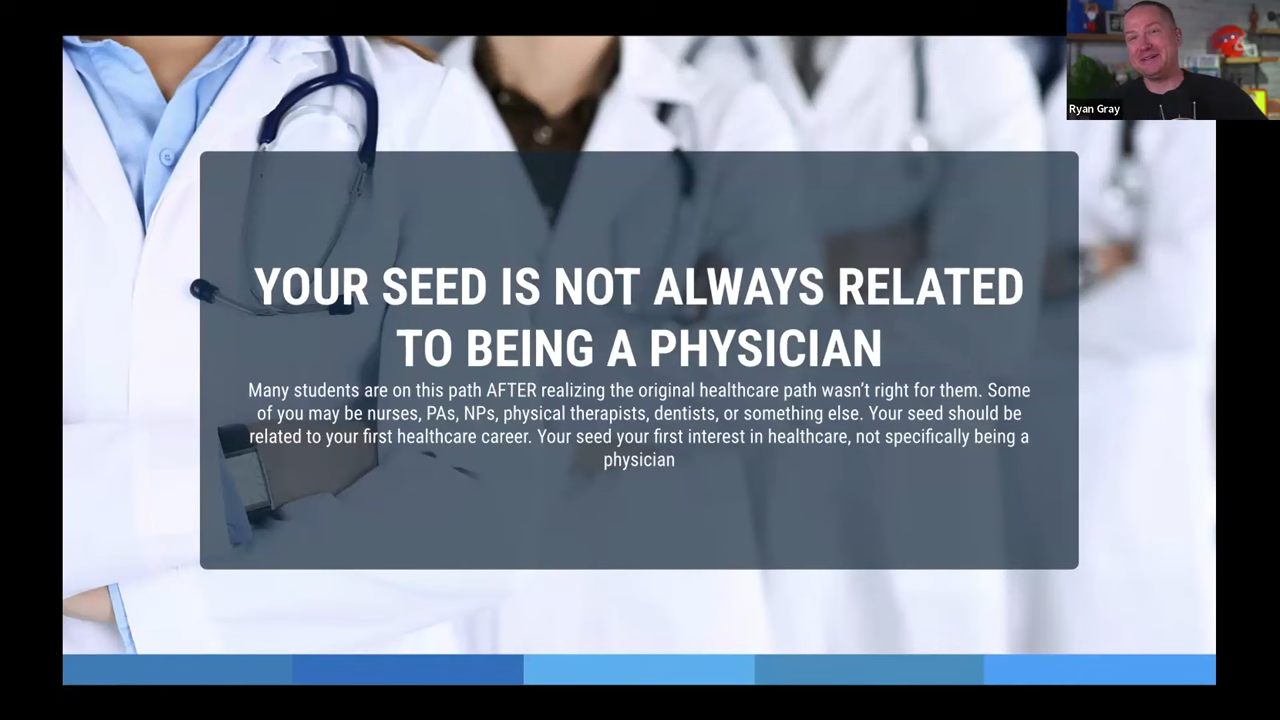 Ryan Gray
YOUR SEED IS NOT ALWAYS RELATED
TO BEING A PHYSICIAN
Many students are on this path AFTER realizing the original healthcare path wasn’t right for them. Some
of you may be nurses, PAs, NPs, physical therapists, dentists, or something else. Your seed should be
related to your first healthcare career. Your seed your first interest in healthcare, not specifically being a
physician